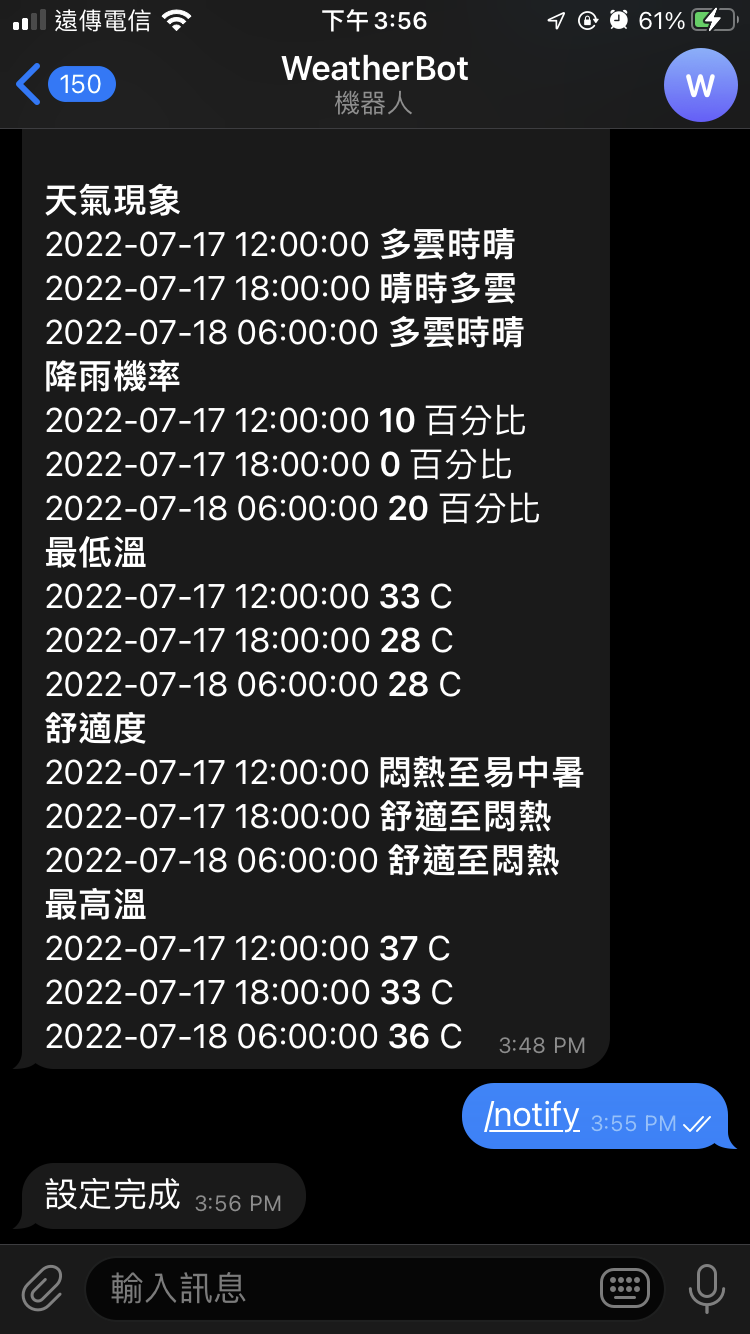 遠傳電信 下午3:56 61%
150 WeatherBot W
機器人
天氣現象
2022-07-17 12:00:00 多雲時晴
2022-07-17 18:00:00 晴時多雲
2022-07-18 06:00:00 多雲時晴
降雨機率
2022-07-17 12:00:00 10 百分比
2022-07-17 18:00:00 0 百分比
2022-07-18 06:00:00 20 百分比
最低溫
2022-07-17 12:00:00 33 C
2022-07-17 18:00:00 28 C
2022-07-18 06:00:00 28 C
舒適度
2022-07-17 12:00:00 悶熱至易中暑
2022-07-17 18:00:00 舒適至悶熱
2022-07-18 06:00:00 舒適至悶熱
最高溫
2022-07-17 12:00:00 37 C
2022-07-17 18:00:00 33 C
2022-07-18 06:00:00 36 C 3:48 PM
/notify 3:55 PM
設定完成 3:56 PM
輸入訊息